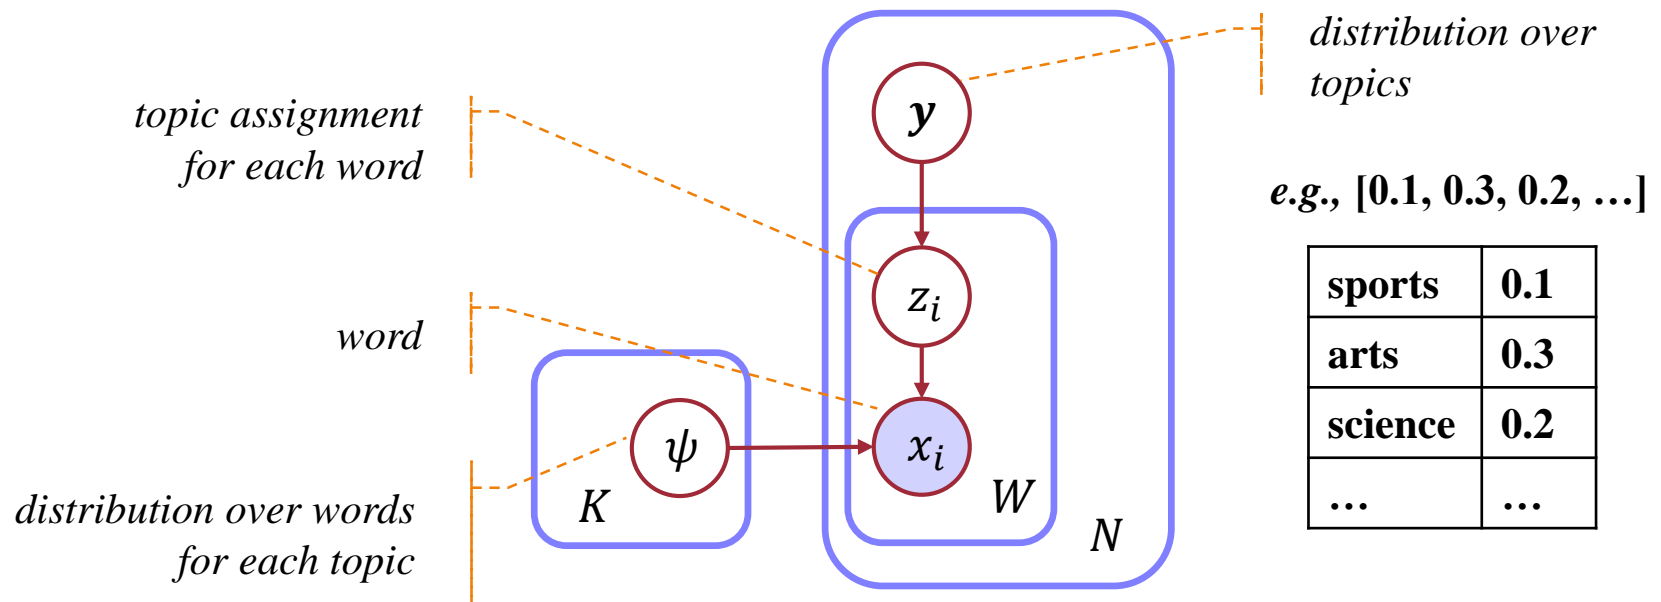 topic assignment
for each word
word
distribution over words
for each topic
y
z_i
x_i
ψ
K
W
N
distribution over
topics
e.g., [0.1, 0.3, 0.2, …]
sports 0.1
arts 0.3
science 0.2
… …